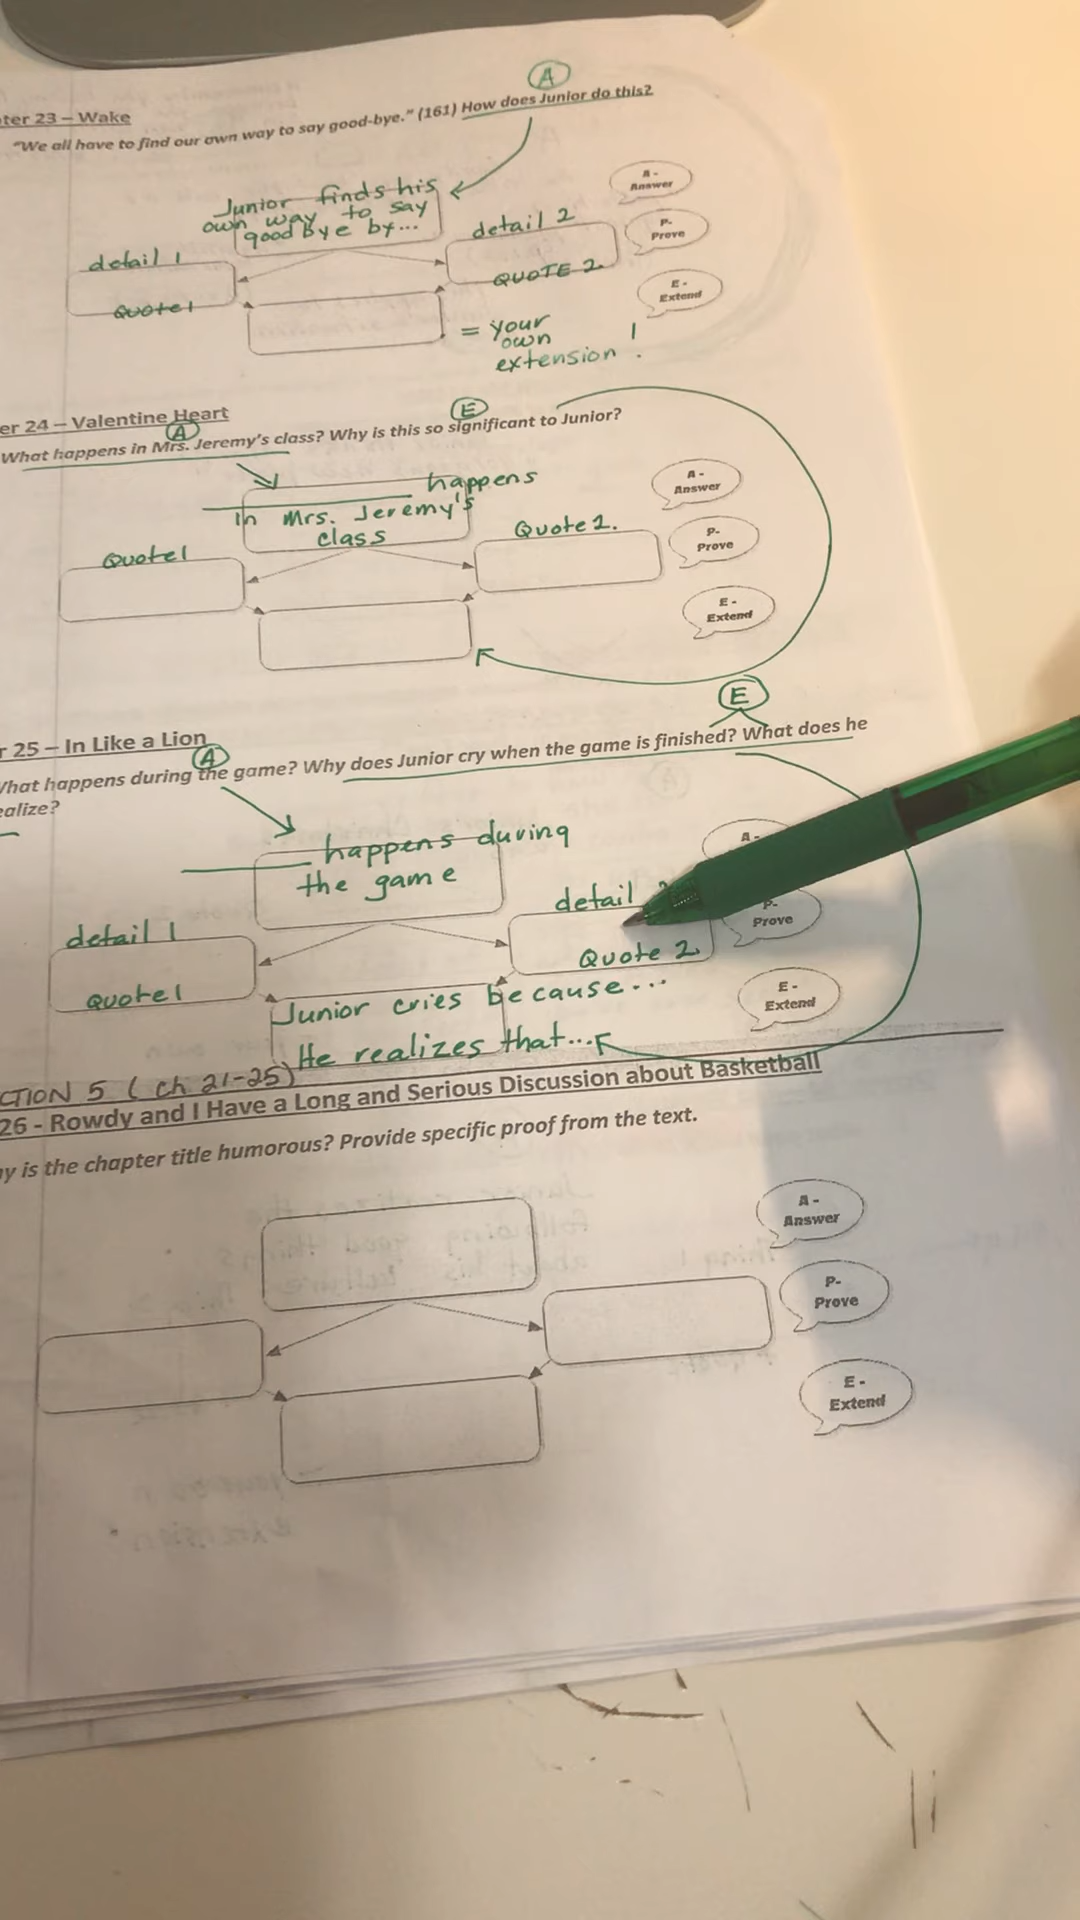 A
ter 23 – Wake
"We all have to find our own way to say good-bye." (161) How does Junior do this?
Junior finds his
own way to say
good bye by...
detail 1
Quote1
detail 2
QUOTE 2.
= your
own
extension !
A -
Answer
P-
Prove
E -
Extend
er 24 – Valentine Heart
A
E
What happens in Mrs. Jeremy's class? Why is this so significant to Junior?
happens
in Mrs. Jeremy's
class
Quote1
Quote 2.
A -
Answer
P-
Prove
E -
Extend
r 25 – In Like a Lion
A
E
What happens during the game? Why does Junior cry when the game is finished? What does he
ealize?
happens during
the game
detail 1
Quote1
detail
Quote 2.
Junior cries because...
He realizes that...
A-
P-
Prove
E -
Extend
CTION 5 ( ch 21-25)
26 - Rowdy and I Have a Long and Serious Discussion about Basketball
hy is the chapter title humorous? Provide specific proof from the text.
A -
Answer
P-
Prove
E -
Extend